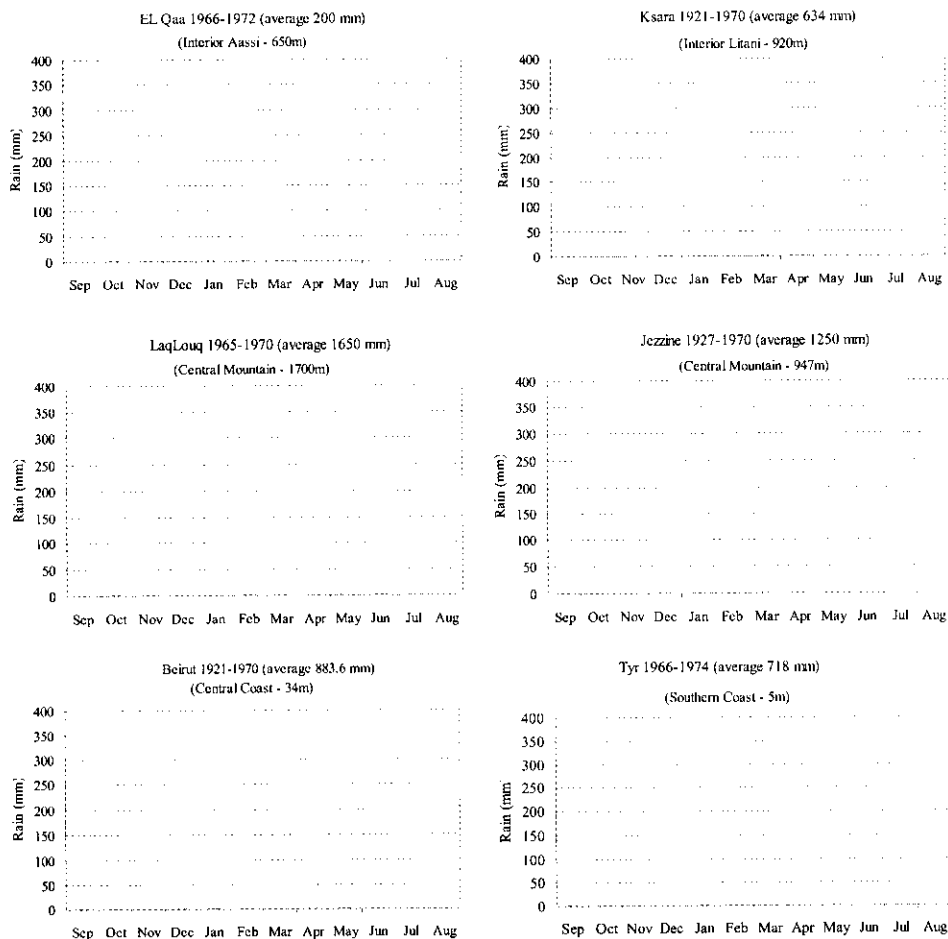 EL Qaa 1966-1972 (average 200 mm)
(Interior Aassi - 650m)
400
350
300
250
200
150
100
50
0
Rain (mm)
Sep Oct Nov Dec Jan Feb Mar Apr May Jun Jul Aug
Ksara 1921-1970 (average 634 mm)
(Interior Litani - 920m)
400
350
300
250
200
150
100
50
0
Rain (mm)
Sep Oct Nov Dec Jan Feb Mar Apr May Jun Jul Aug
LaqLouq 1965-1970 (average 1650 mm)
(Central Mountain - 1700m)
400
350
300
250
200
150
100
50
0
Rain (mm)
Sep Oct Nov Dec Jan Feb Mar Apr May Jun Jul Aug
Jezzine 1927-1970 (average 1250 mm)
(Central Mountain - 947m)
400
350
300
250
200
150
100
50
0
Rain (mm)
Sep Oct Nov Dec Jan Feb Mar Apr May Jun Jul Aug
Beirut 1921-1970 (average 883.6 mm)
(Central Coast - 34m)
400
350
300
250
200
150
100
50
0
Rain (mm)
Sep Oct Nov Dec Jan Feb Mar Apr May Jun Jul Aug
Tyr 1966-1974 (average 718 mm)
(Southern Coast - 5m)
400
350
300
250
200
150
100
50
0
Rain (mm
Sep Oct Nov Dec Jan Feb Mar Apr May Jun Jul Aug